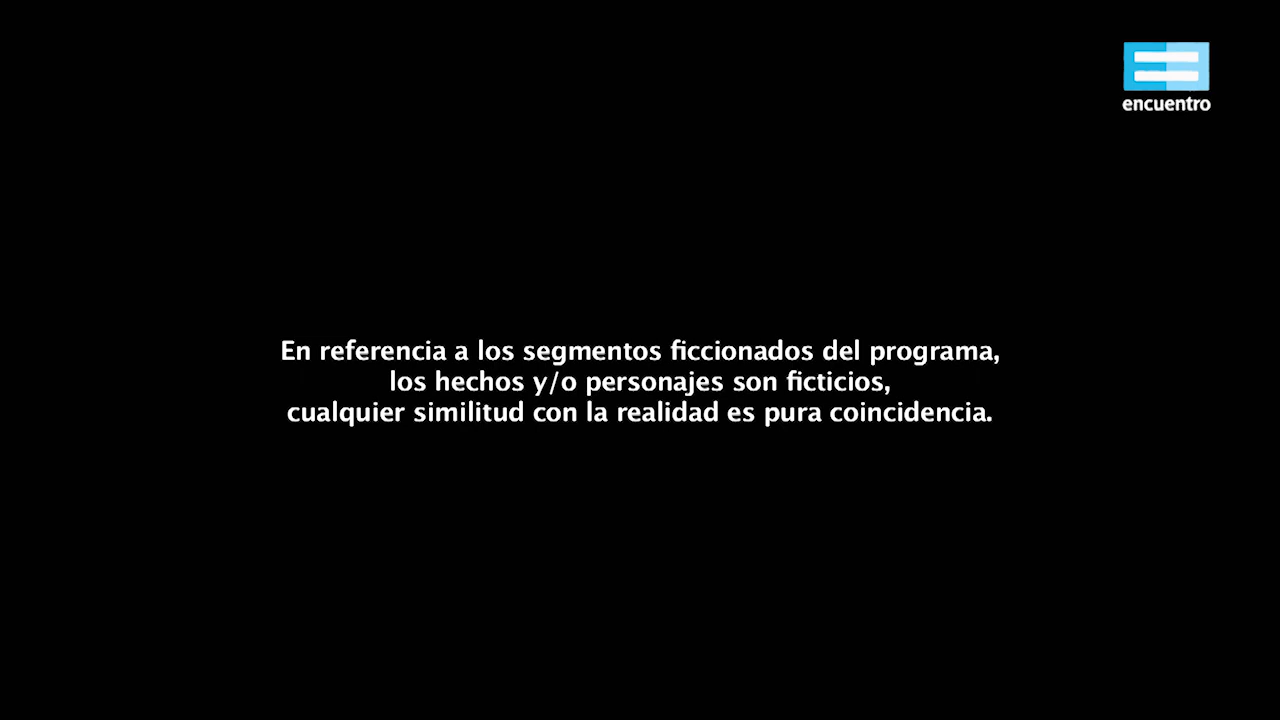 encuentro
En referencia a los segmentos ficcionados del programa,
los hechos y/o personajes son ficticios,
cualquier similitud con la realidad es pura coincidencia.